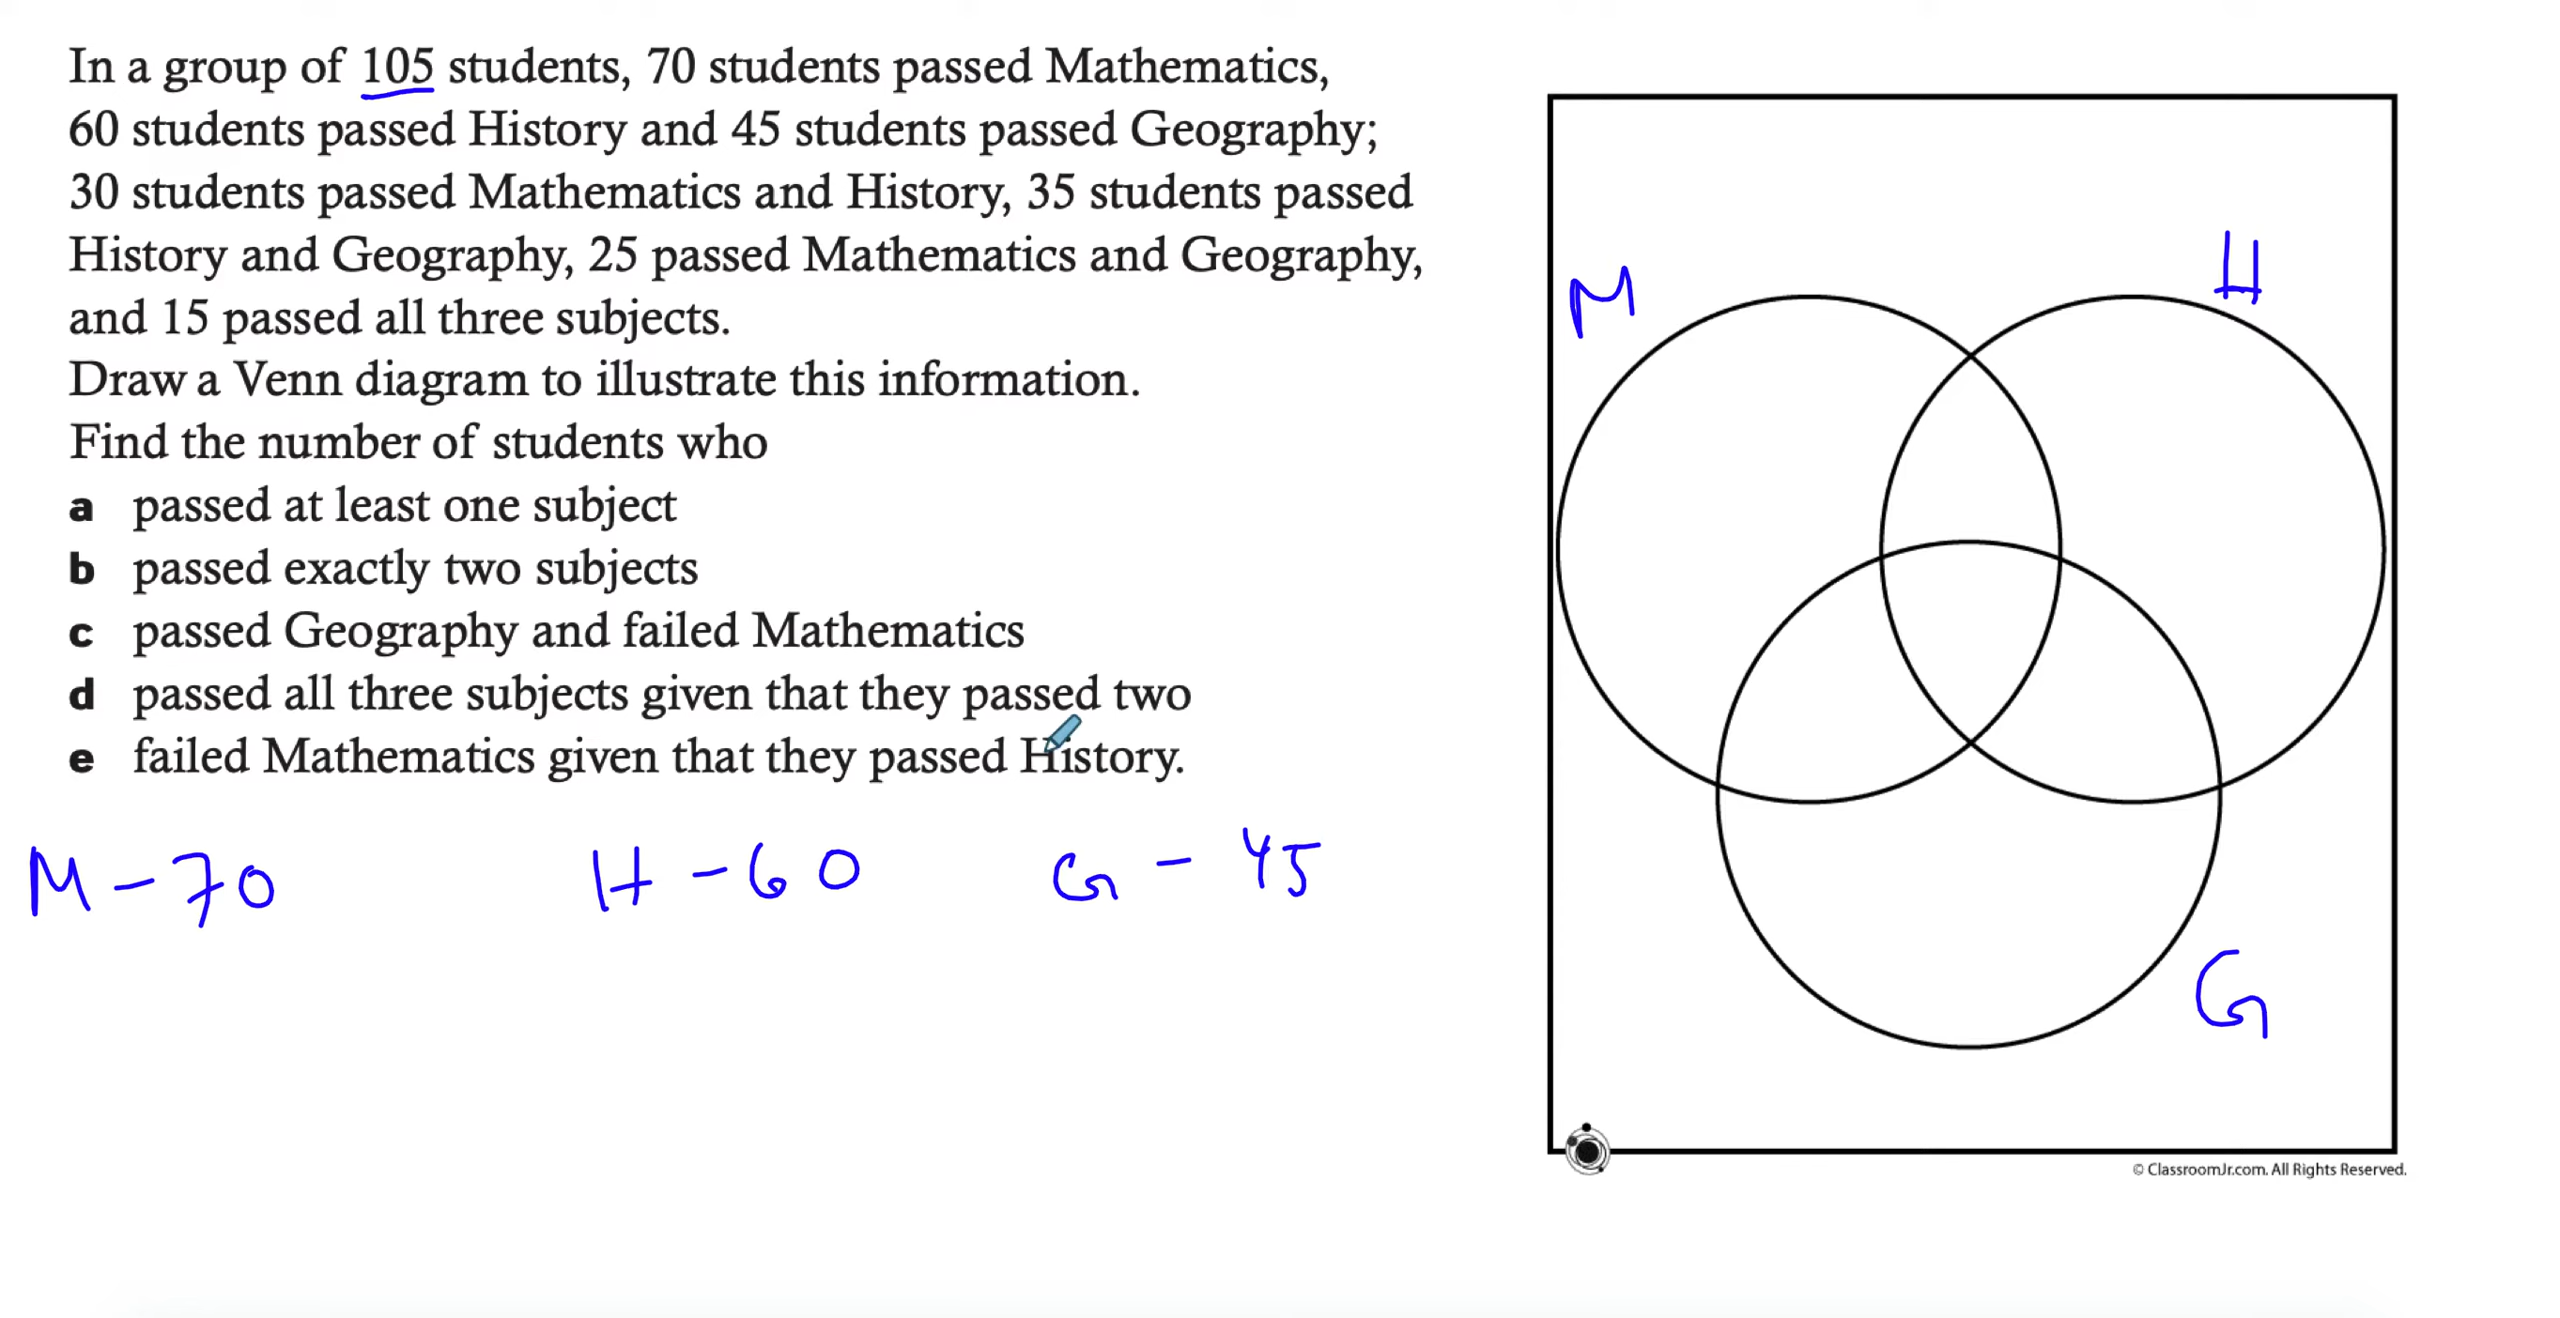 In a group of 105 students, 70 students passed Mathematics,
60 students passed History and 45 students passed Geography;
30 students passed Mathematics and History, 35 students passed
History and Geography, 25 passed Mathematics and Geography,
and 15 passed all three subjects.
Draw a Venn diagram to illustrate this information.
Find the number of students who
a passed at least one subject
b passed exactly two subjects
c passed Geography and failed Mathematics
d passed all three subjects given that they passed two
e failed Mathematics given that they passed History.
M - 70 H - 60 G - 45
M
H
G
© ClassroomJr.com. All Rights Reserved.